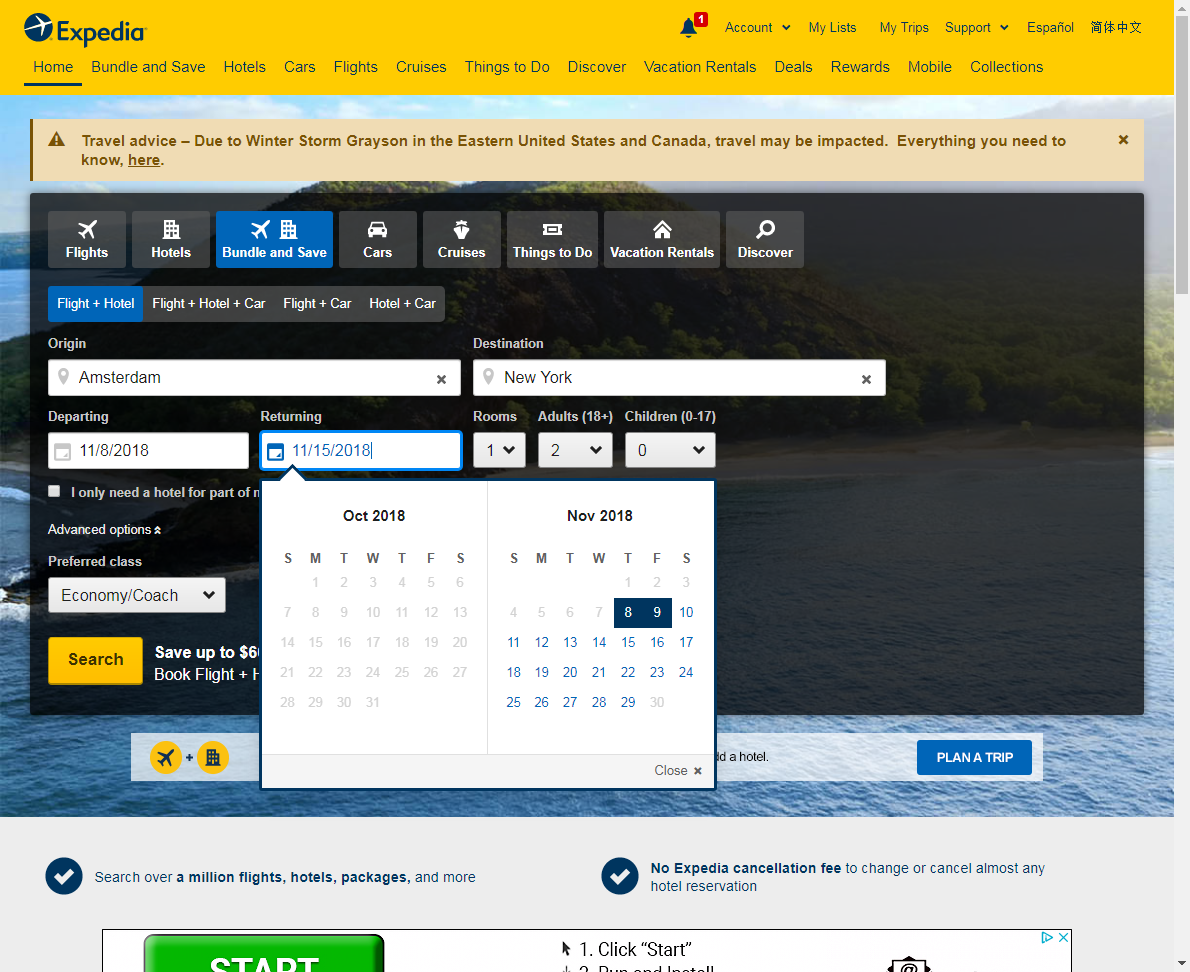 Expedia
1
Account
My Lists
My Trips
Support
Español
简体中文
Home
Bundle and Save
Hotels
Cars
Flights
Cruises
Things to Do
Discover
Vacation Rentals
Deals
Rewards
Mobile
Collections
Travel advice – Due to Winter Storm Grayson in the Eastern United States and Canada, travel may be impacted. Everything you need to
know, here.
Flights
Hotels
Bundle and Save
Cars
Cruises
Things to Do
Vacation Rentals
Discover
Flight + Hotel
Flight + Hotel + Car
Flight + Car
Hotel + Car
Origin
Destination
Amsterdam
New York
Departing
Returning
Rooms
Adults (18+)
Children (0-17)
11/8/2018
11/15/2018
1
2
0
I only need a hotel for part of
Advanced options
Preferred class
Economy/Coach
Search
Save up to
Book Flight +
Oct 2018
S M T W T F S
1 2 3 4 5 6
7 8 9 10 11 12 13
14 15 16 17 18 19 20
21 22 23 24 25 26 27
28 29 30 31
Nov 2018
S M T W T F S
1 2 3
4 5 6 7 8 9 10
11 12 13 14 15 16 17
18 19 20 21 22 23 24
25 26 27 28 29 30
Close
+
a hotel.
PLAN A TRIP
Search over a million flights, hotels, packages, and more
No Expedia cancellation fee to change or cancel almost any
hotel reservation
START
1. Click “Start”
2. Run and Install
@